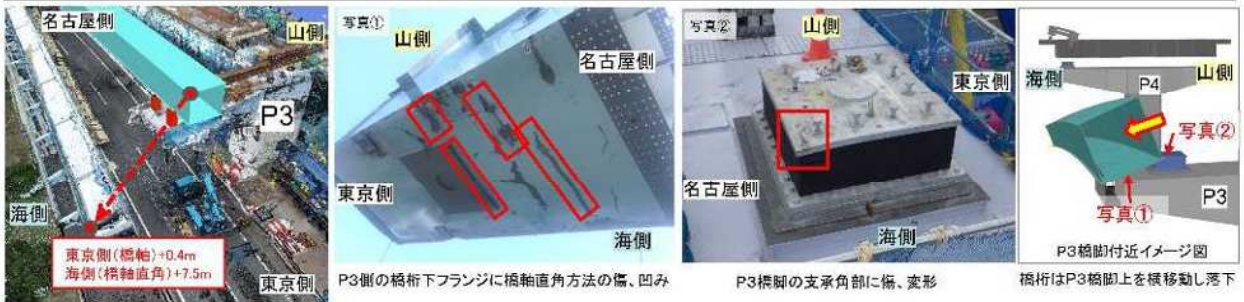 名古屋側
山側
P3
海側
東京側(橋軸)+0.4m
海側(橋軸直角)+7.5m
東京側
写真①
山側
名古屋側
東京側
海側
P3側の橋桁下フランジに橋軸直角方法の傷、凹み
写真②
山側
東京側
名古屋側
海側
P3橋脚の支承角部に傷、変形
海側
山側
P4
写真②
写真①
P3
P3橋脚付近イメージ図
橋桁はP3橋脚上を横移動し落下